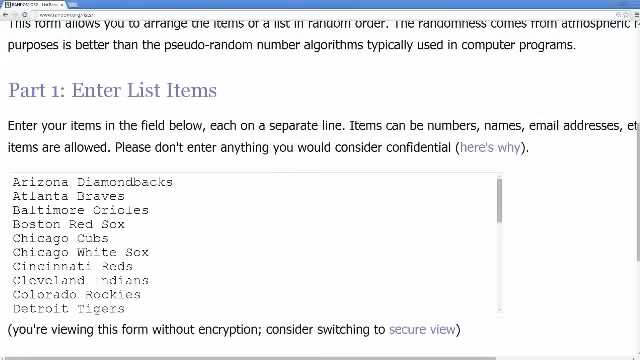 www.random.org/lists/
This form allows you to arrange the items of a list in random order. The randomness comes from atmospheric
purposes is better than the pseudo-random number algorithms typically used in computer programs.
Part 1: Enter List Items
Enter your items in the field below, each on a separate line. Items can be numbers, names, email addresses, et
items are allowed. Please don't enter anything you would consider confidential (here's why).
Arizona Diamondbacks
Atlanta Braves
Baltimore Orioles
Boston Red Sox
Chicago Cubs
Chicago White Sox
Cincinnati Reds
Cleveland Indians
Colorado Rockies
Detroit Tigers
(you're viewing this form without encryption; consider switching to secure view)